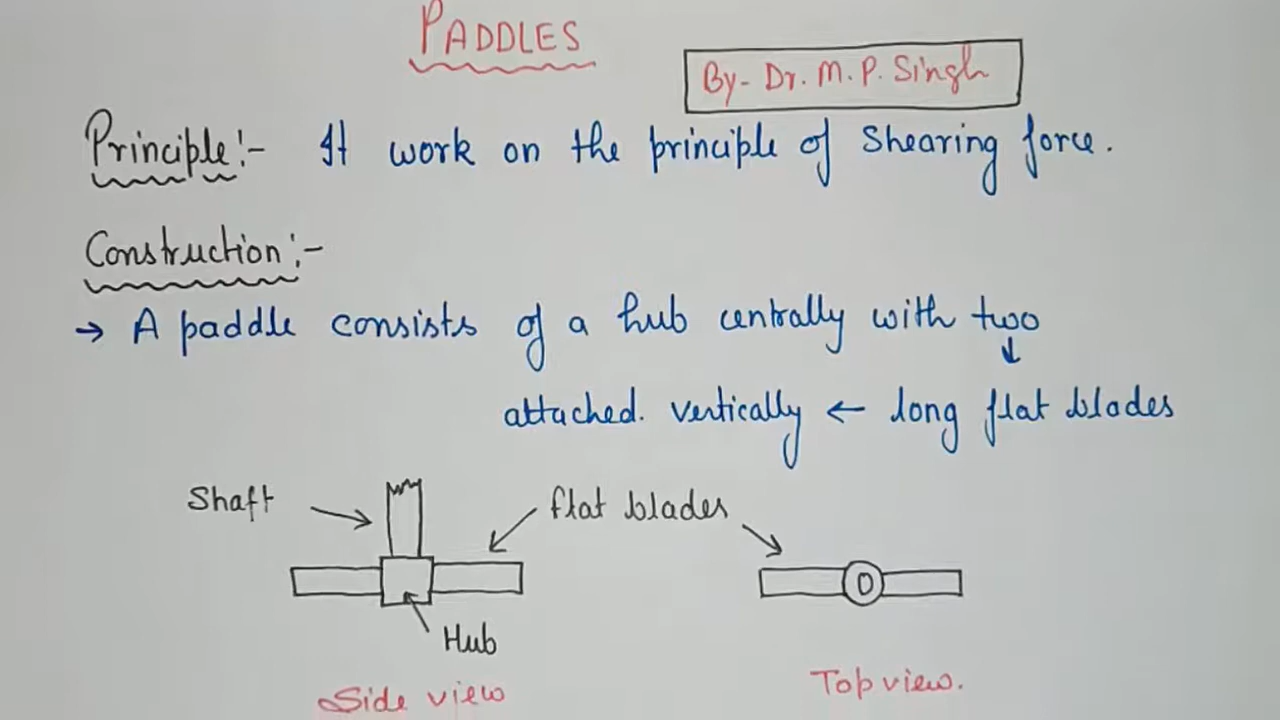 PADDLES
By- Dr. M. P. Singh
Principle:- It work on the principle of Shearing force.
Construction:-
→ A paddle consists of a hub centrally with two
↓
attached. vertically ← long flat blades
Shaft
flat blades
Hub
Side view
Top view.